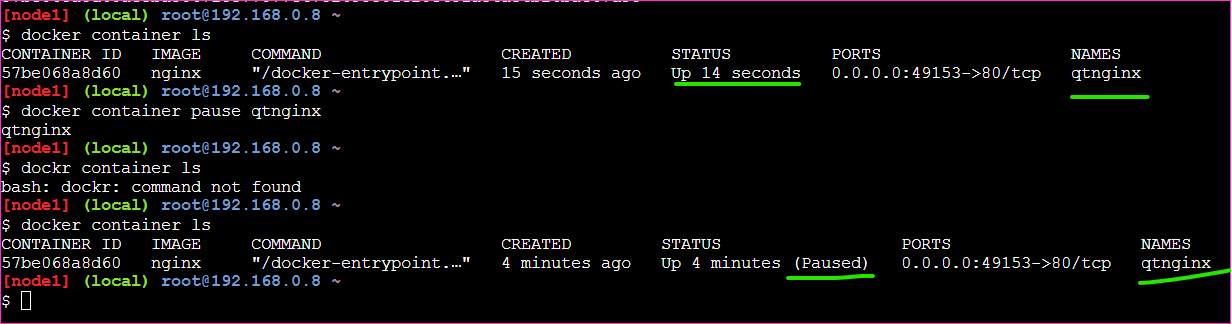 [node1] (local) root@192.168.0.8 ~
$ docker container ls
CONTAINER ID   IMAGE     COMMAND                  CREATED          STATUS          PORTS                   NAMES
57be068a8d60   nginx     "/docker-entrypoint.…"   15 seconds ago   Up 14 seconds   0.0.0.0:49153->80/tcp   qtnginx
[node1] (local) root@192.168.0.8 ~
$ docker container pause qtnginx
qtnginx
[node1] (local) root@192.168.0.8 ~
$ dockr container ls
bash: dockr: command not found
[node1] (local) root@192.168.0.8 ~
$ docker container ls
CONTAINER ID   IMAGE     COMMAND                  CREATED         STATUS                  PORTS                   NAMES
57be068a8d60   nginx     "/docker-entrypoint.…"   4 minutes ago   Up 4 minutes (Paused)   0.0.0.0:49153->80/tcp   qtnginx
[node1] (local) root@192.168.0.8 ~
$